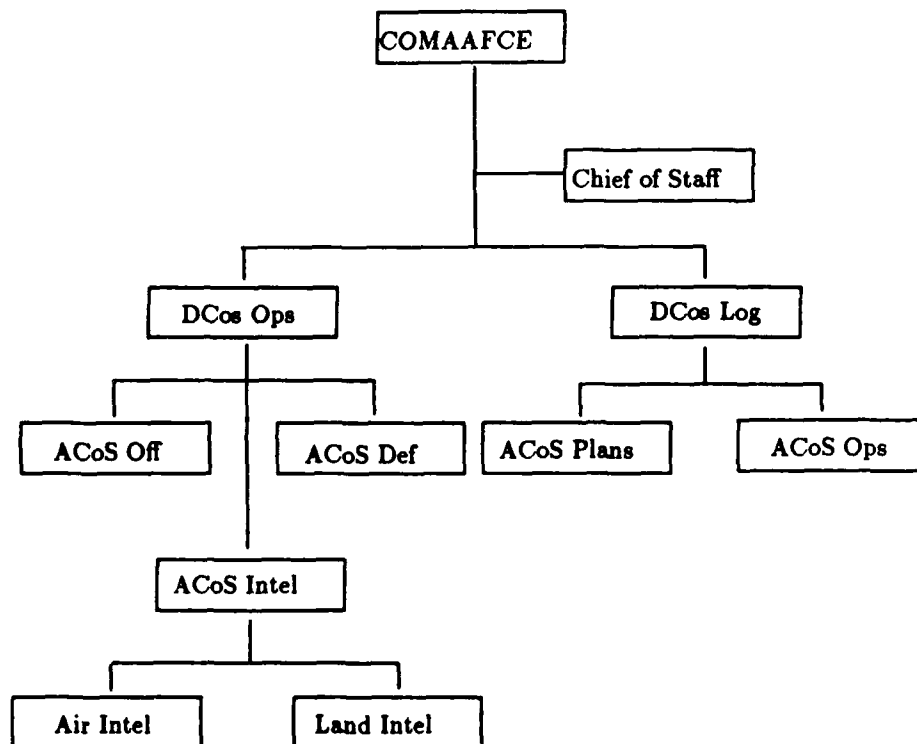 COMAAFCE
Chief of Staff
DCos Ops
DCos Log
ACoS Off
ACoS Def
ACoS Plans
ACoS Ops
ACoS Intel
Air Intel
Land Intel